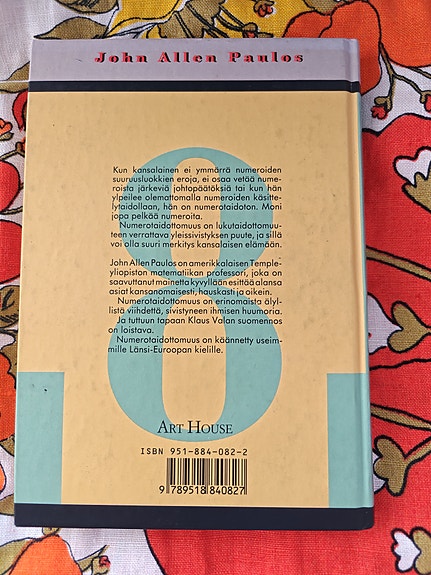 John Allen Paulos
Kun kansalainen ei ymmärrä numeroiden
suuruusluokkien eroja, ei osaa vetää nume-
roista järkeviä johtopäätöksiä tai kun hän
ylpeilee olemattomalla numeroiden käsitte-
lytaidollaan, hän on numerotaidoton. Moni
jopa pelkää numeroita.
Numerotaidottomuus on lukutaidottomuu-
teen verrattava yleissivistyksen puute, ja sillä
voi olla suuri merkitys kansalaisen elämään.
John Allen Paulos on amerikkalaisen Temple-
yliopiston matematiikan professori, joka on
saavuttanut mainetta kyvyllään esittää alansa
asiat kansanomaisesti, hauskasti ja oikein.
Numerotaidottomuus on erinomaista älyl-
listä viihdettä, sivistyneen ihmisen huumoria.
Ja tuttuun tapaan Klaus Valan suomennos
on loistava.
Numerotaidottomuus on käännetty useim-
mille Länsi-Euroopan kielille.
8
ART HOUSE
ISBN 951-884-082-2
9 789518 840827